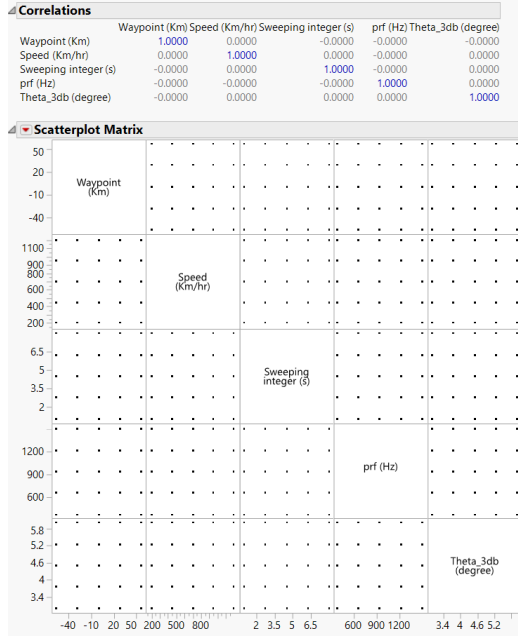 Correlations
Waypoint (Km) Speed (Km/hr) Sweeping integer (s) prf (Hz) Theta_3db (degree)
Waypoint (Km) 1.0000 0.0000 -0.0000 -0.0000 -0.0000
Speed (Km/hr) 0.0000 1.0000 0.0000 -0.0000 0.0000
Sweeping integer (s) -0.0000 0.0000 1.0000 0.0000 -0.0000
prf (Hz) -0.0000 -0.0000 0.0000 1.0000 0.0000
Theta_3db (degree) -0.0000 0.0000 -0.0000 0.0000 1.0000
Scatterplot Matrix
50
20
-10
-40
Waypoint
(Km)
1100
900
800
600
400
200
Speed
(Km/hr)
6.5
5
3.5
2
Sweeping
integer (s)
1200
900
600
prf (Hz)
5.8
5.2
4.6
4
3.4
Theta_3db
(degree)
-40 -10 20 50 200 500 800 2 3.5 5 6.5 600 900 1200 3.4 4 4.6 5.2